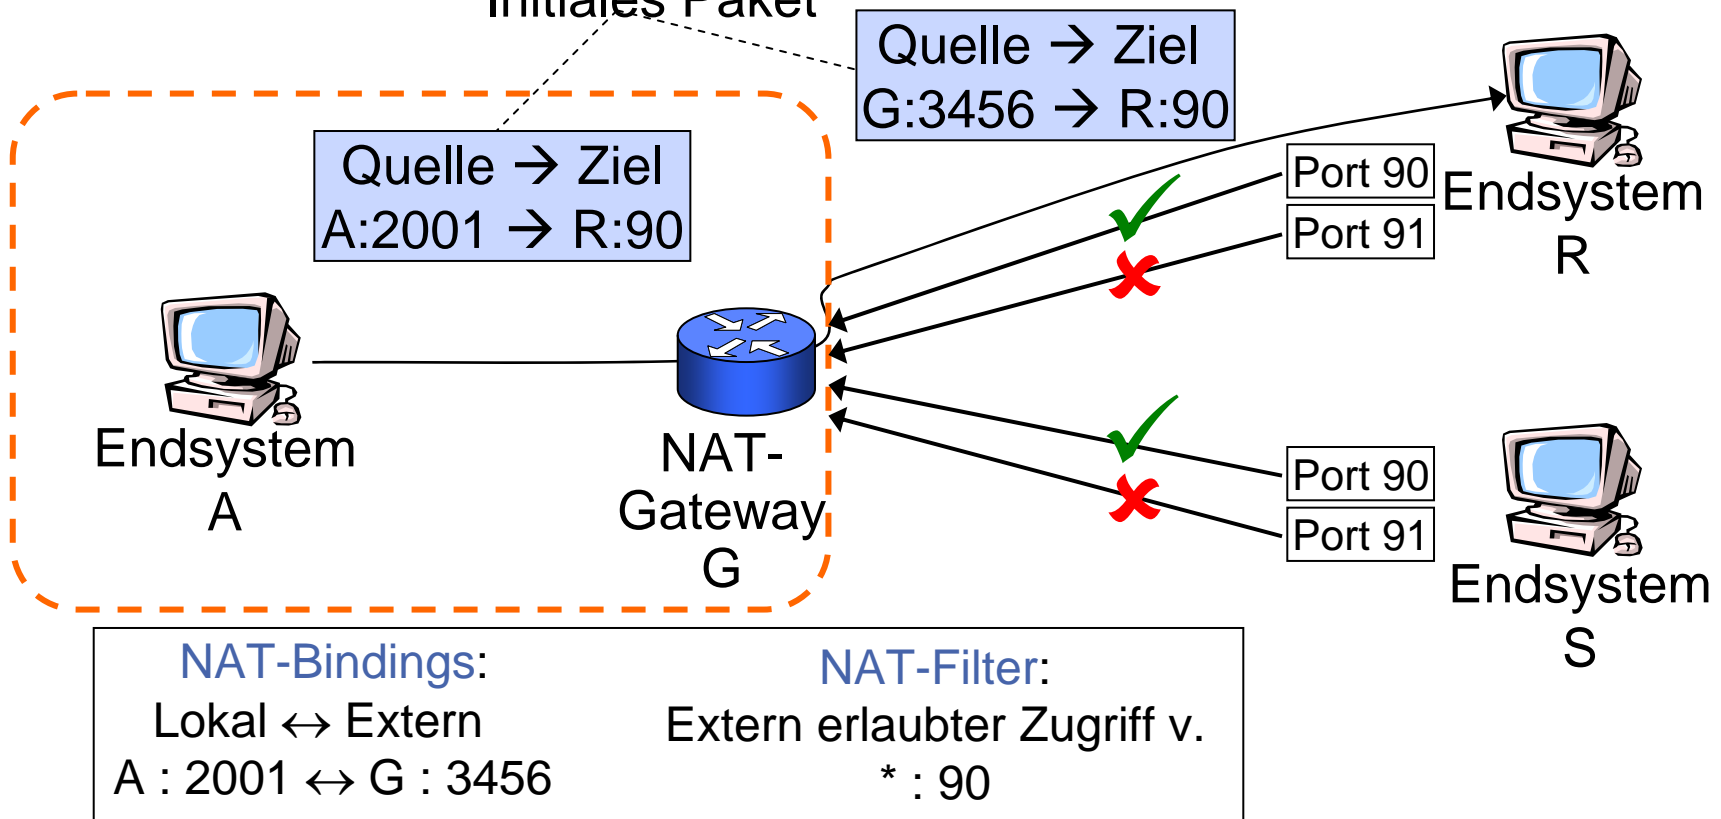 Initiales Paket
Quelle → Ziel
G:3456 → R:90
Quelle → Ziel
A:2001 → R:90
Port 90
Port 91
Endsystem
R
Endsystem
A
NAT-
Gateway
G
Port 90
Port 91
Endsystem
S
NAT-Bindings:
Lokal ↔ Extern
A : 2001 ↔ G : 3456
NAT-Filter:
Extern erlaubter Zugriff v.
* : 90